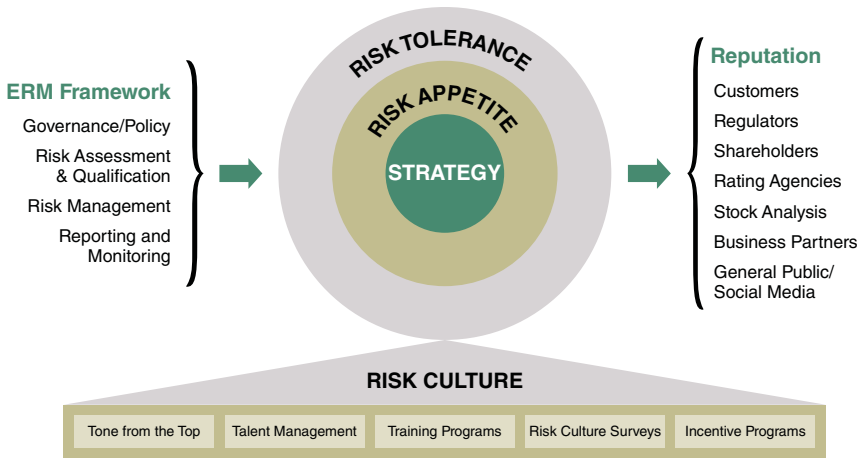 ERM Framework
Governance/Policy
Risk Assessment
& Qualification
Risk Management
Reporting and
Monitoring
RISK TOLERANCE
RISK APPETITE
STRATEGY
Reputation
Customers
Regulators
Shareholders
Rating Agencies
Stock Analysis
Business Partners
General Public/
Social Media
RISK CULTURE
Tone from the Top
Talent Management
Training Programs
Risk Culture Surveys
Incentive Programs